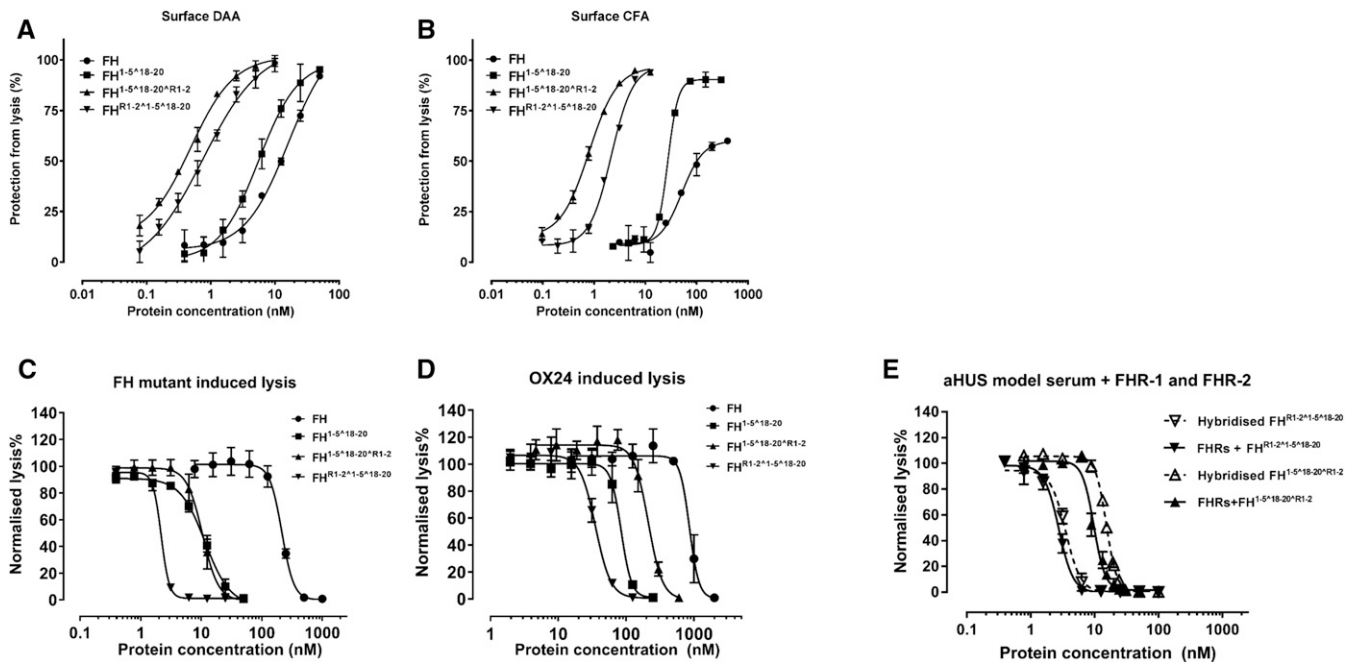 A
Surface DAA
Protection from lysis (%)
100
75
50
25
0
FH
FH1-5^18-20
FH1-5^18-20^R1-2
FHR1-2^1-5^18-20
0.01 0.1 1 10 100
Protein concentration (nM)
B
Surface CFA
Protection from lysis (%)
100
75
50
25
0
FH
FH1-5^18-20
FH1-5^18-20^R1-2
FHR1-2^1-5^18-20
0.01 0.1 1 10 100 1000
Protein concentration (nM)
C
FH mutant induced lysis
Normalised lysis%
140
120
100
80
60
40
20
0
FH
FH1-5^18-20
FH1-5^18-20^R1-2
FHR1-2^1-5^18-20
0.1 1 10 100 1000
Protein concentration (nM)
D
OX24 induced lysis
Normalised lysis%
140
120
100
80
60
40
20
0
FH
FH1-5^18-20
FH1-5^18-20^R1-2
FHR1-2^1-5^18-20
1 10 100 1000
Protein concentration (nM)
E
aHUS model serum + FHR-1 and FHR-2
Normalised lysis%
140
120
100
80
60
40
20
0
Hybridised FHR1-2^1-5^18-20
FHRs + FHR1-2^1-5^18-20
Hybridised FH1-5^18-20^R1-2
FHRs+FH1-5^18-20^R1-2
0.1 1 10 100 1000
Protein concentration (nM)